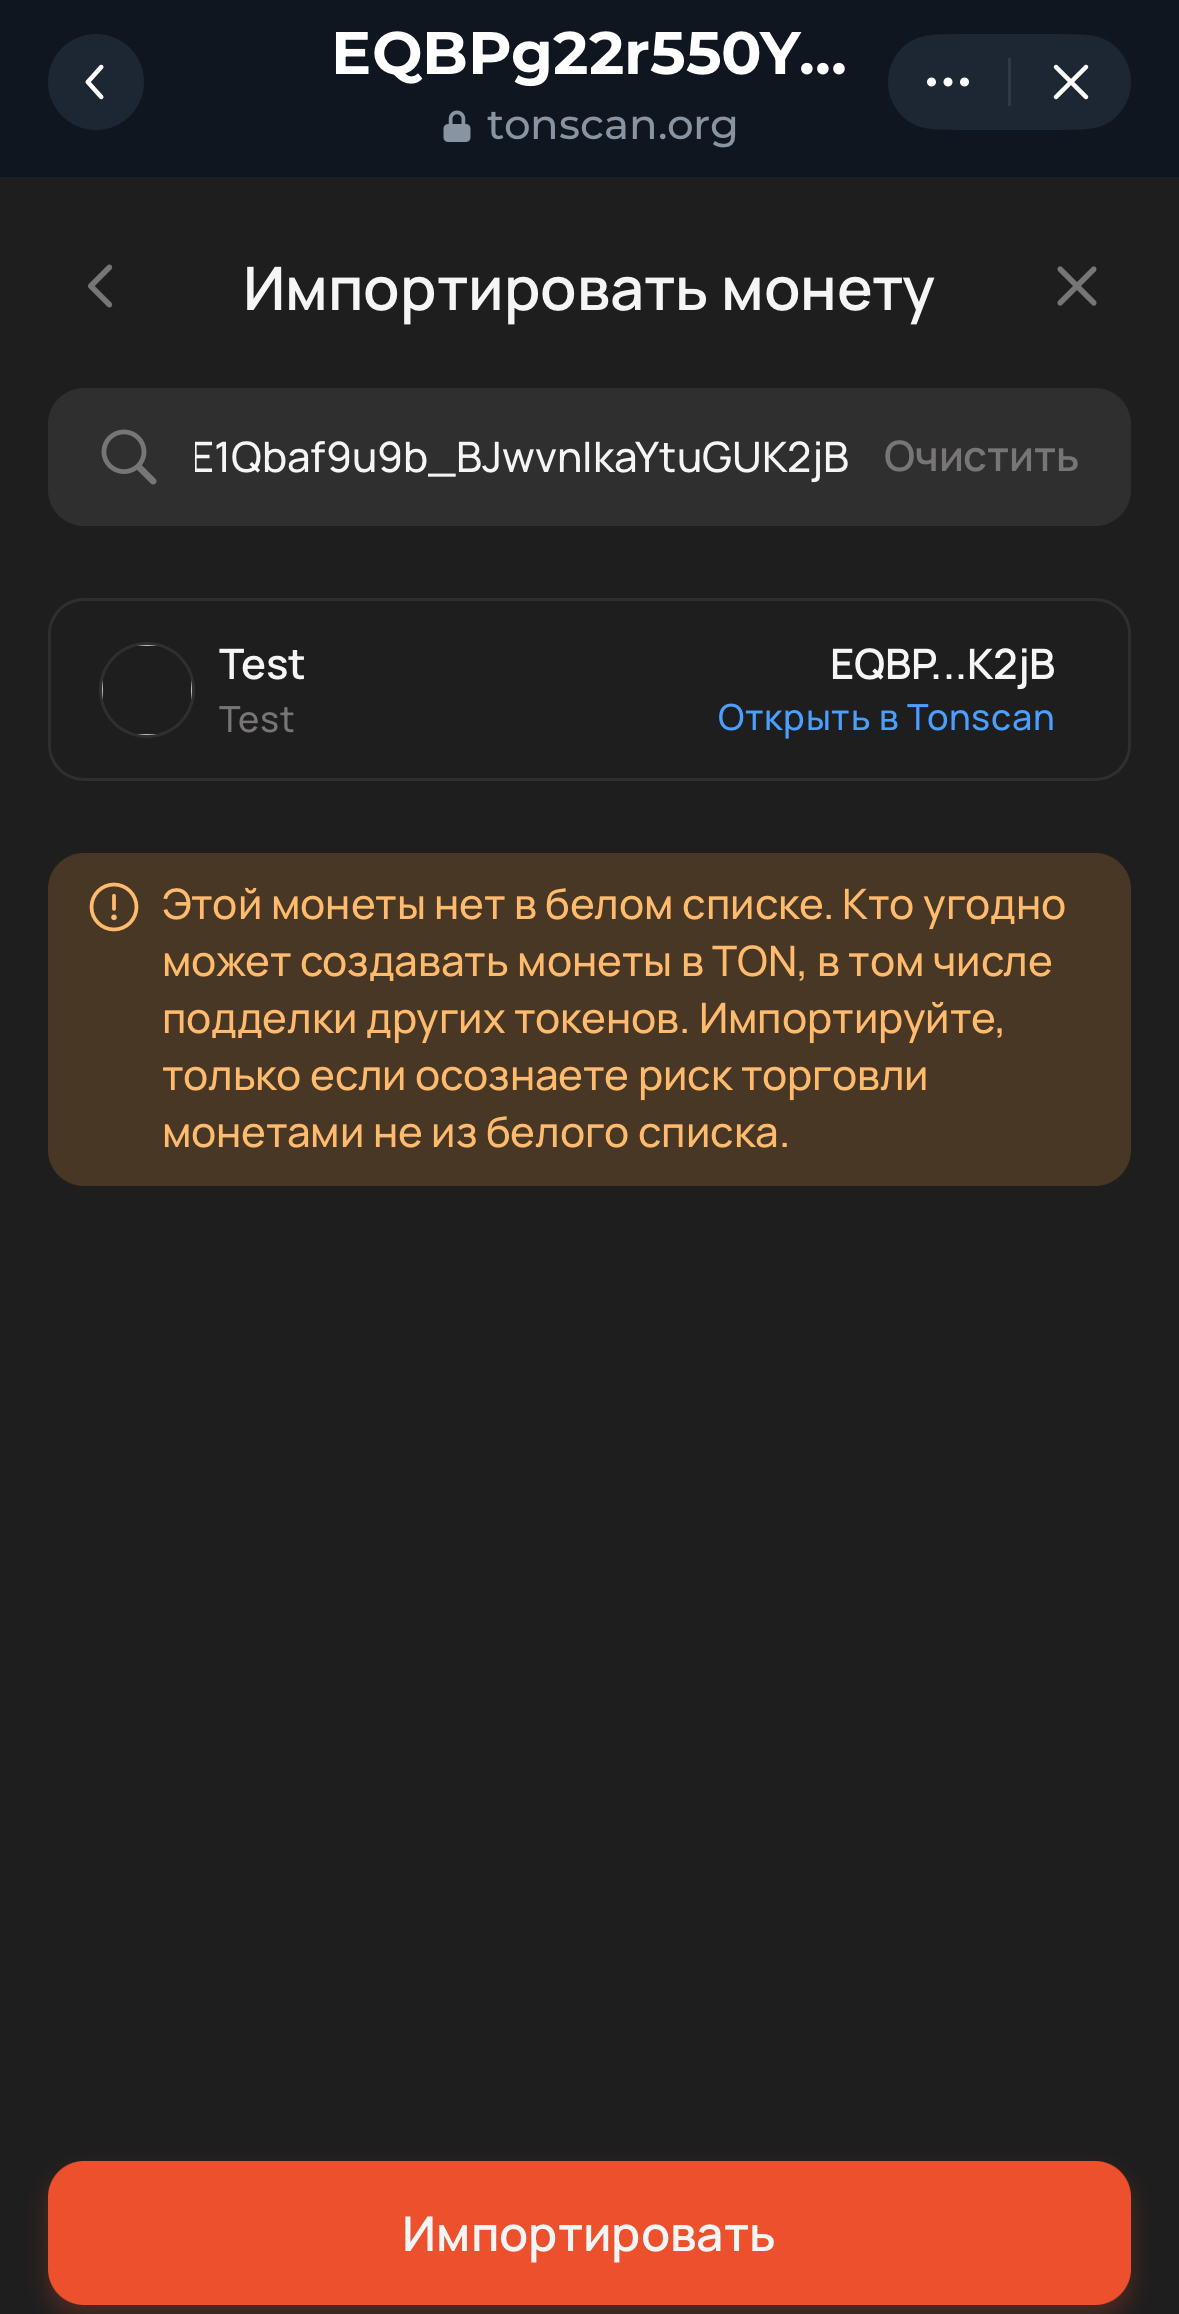 EQBPg22r550Y...
tonscan.org
Импортировать монету
E1Qbaf9u9b_BJwvnIkaYtuGUK2jB Очистить
Test EQBP...K2jB
Test Открыть в Tonscan
Этой монеты нет в белом списке. Кто угодно
может создавать монеты в TON, в том числе
подделки других токенов. Импортируйте,
только если осознаете риск торговли
монетами не из белого списка.
Импортировать